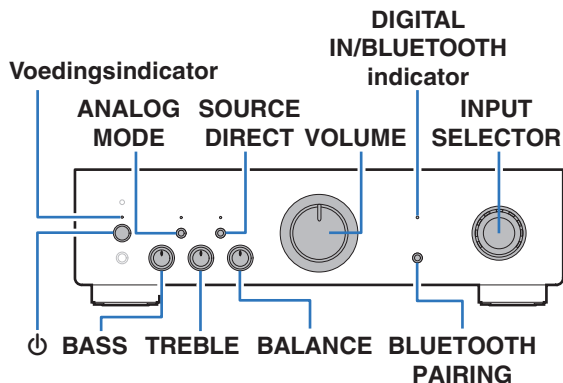 DIGITAL
IN/BLUETOOTH
indicator
Voedingsindicator
ANALOG
MODE
SOURCE
DIRECT
VOLUME
INPUT
SELECTOR
BASS
TREBLE
BALANCE
BLUETOOTH
PAIRING